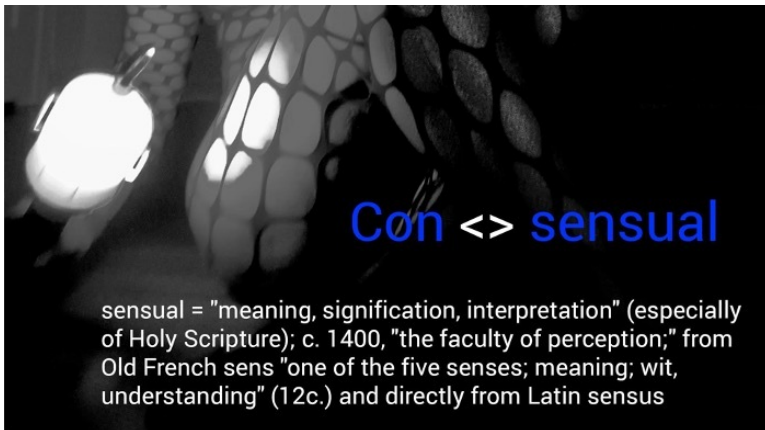 Con <> sensual
sensual = "meaning, signification, interpretation" (especially
of Holy Scripture); c. 1400, "the faculty of perception;" from
Old French sens "one of the five senses; meaning; wit,
understanding" (12c.) and directly from Latin sensus